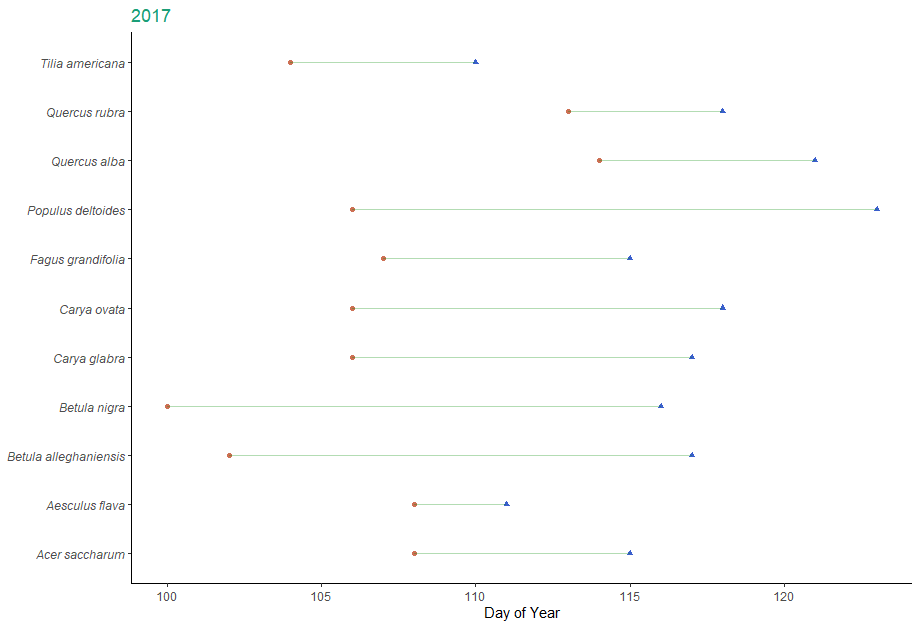 2017
Tilia americana
Quercus rubra
Quercus alba
Populus deltoides
Fagus grandifolia
Carya ovata
Carya glabra
Betula nigra
Betula alleghaniensis
Aesculus flava
Acer saccharum
100 105 110 115 120
Day of Year